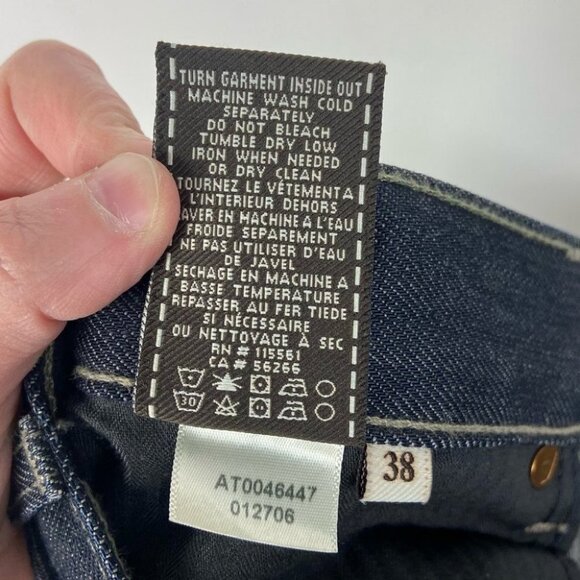 TURN GARMENT INSIDE OUT
MACHINE WASH COLD
SEPARATELY
DO NOT BLEACH
TUMBLE DRY LOW
IRON WHEN NEEDED
OR DRY CLEAN
TOURNEZ LE VÊTEMENT A
L'INTERIEUR DEHORS
LAVER EN MACHINE A L'EAU
FROIDE SEPAREMENT
NE PAS UTILISER D'EAU
DE JAVEL
SECHAGE EN MACHINE A
BASSE TEMPERATURE
REPASSER AU FER TIEDE
SI NÉCESSAIRE
OU NETTOYAGE À SEC
RN # 115561
CA # 56266
30
AT0046447
012706
38